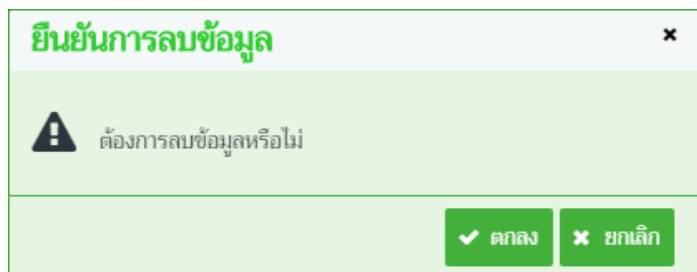 ยืนยันการลบข้อมูล
ต้องการลบข้อมูลหรือไม่
ตกลง
ยกเลิก